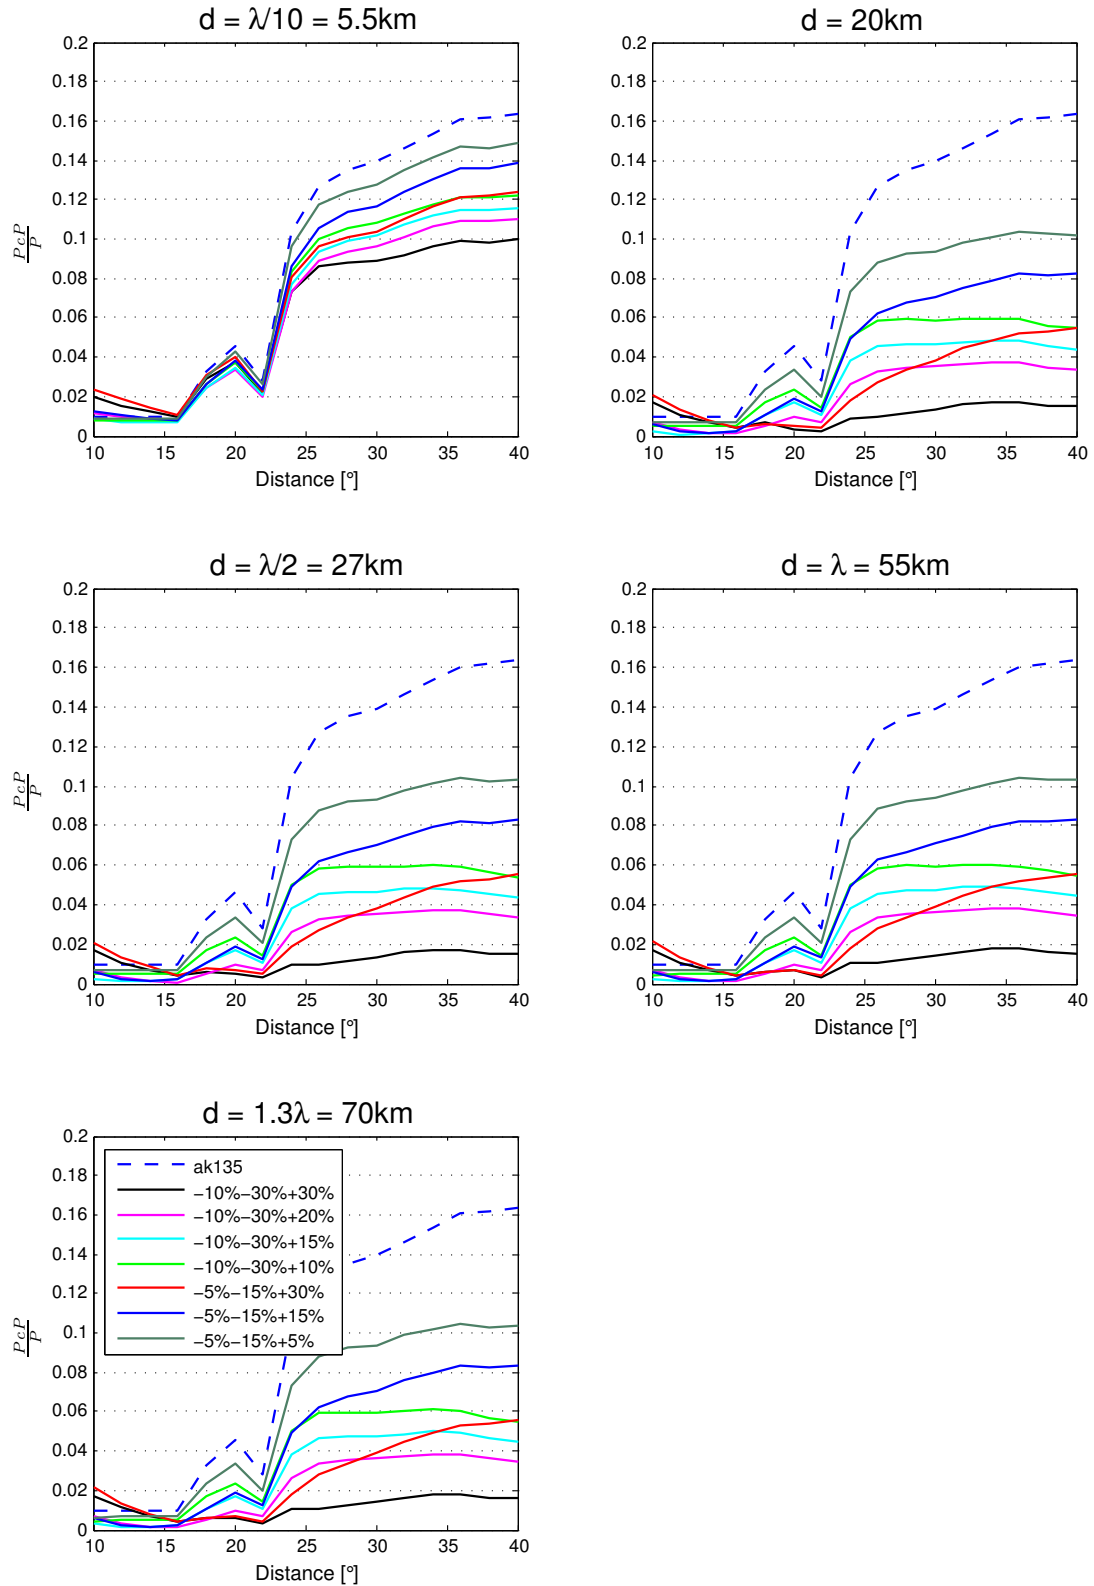 d = λ/10 = 5.5km
0.2
0.18
0.16
0.14
0.12
0.1
0.08
0.06
0.04
0.02
0
PcP
P
10 15 20 25 30 35 40
Distance [°]
d = 20km
0.2
0.18
0.16
0.14
0.12
0.1
0.08
0.06
0.04
0.02
0
10 15 20 25 30 35 40
Distance [°]
d = λ/2 = 27km
0.2
0.18
0.16
0.14
0.12
0.1
0.08
0.06
0.04
0.02
0
PcP
P
10 15 20 25 30 35 40
Distance [°]
d = λ = 55km
0.2
0.18
0.16
0.14
0.12
0.1
0.08
0.06
0.04
0.02
0
10 15 20 25 30 35 40
Distance [°]
d = 1.3λ = 70km
0.2
0.18
0.16
0.14
0.12
0.1
0.08
0.06
0.04
0.02
0
PcP
P
ak135
−10%−30%+30%
−10%−30%+20%
−10%−30%+15%
−10%−30%+10%
−5%−15%+30%
−5%−15%+15%
−5%−15%+5%
10 15 20 25 30 35 40
Distance [°]